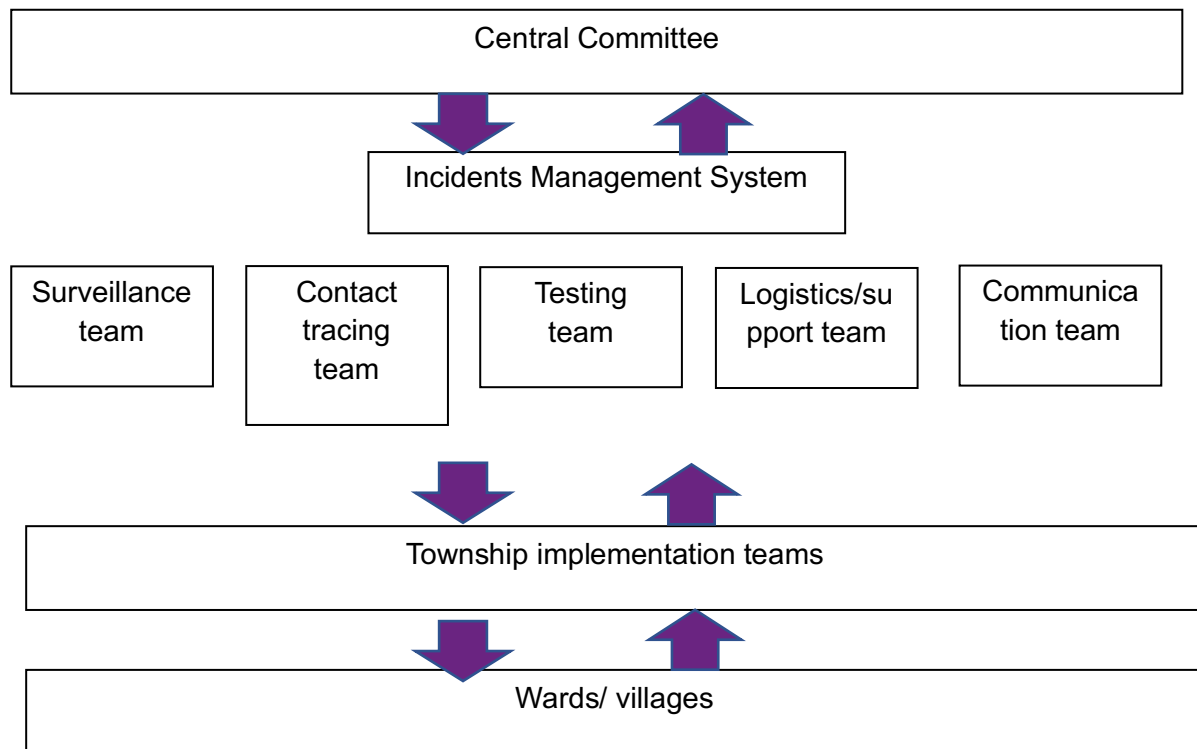 Central Committee
Incidents Management System
Surveillance
team
Contact
tracing
team
Testing
team
Logistics/su
pport team
Communica
tion team
Township implementation teams
Wards/ villages